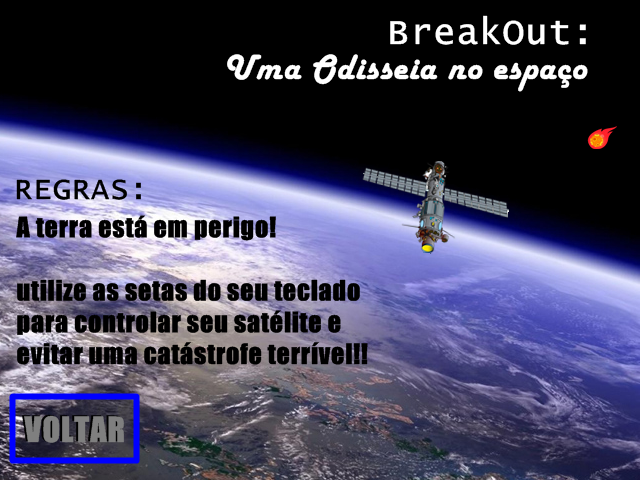 BreakOut:
Uma Odisseia no espaço
REGRAS:
A terra está em perigo!
utilize as setas do seu teclado
para controlar seu satélite e
evitar uma catástrofe terrível!!
VOLTAR